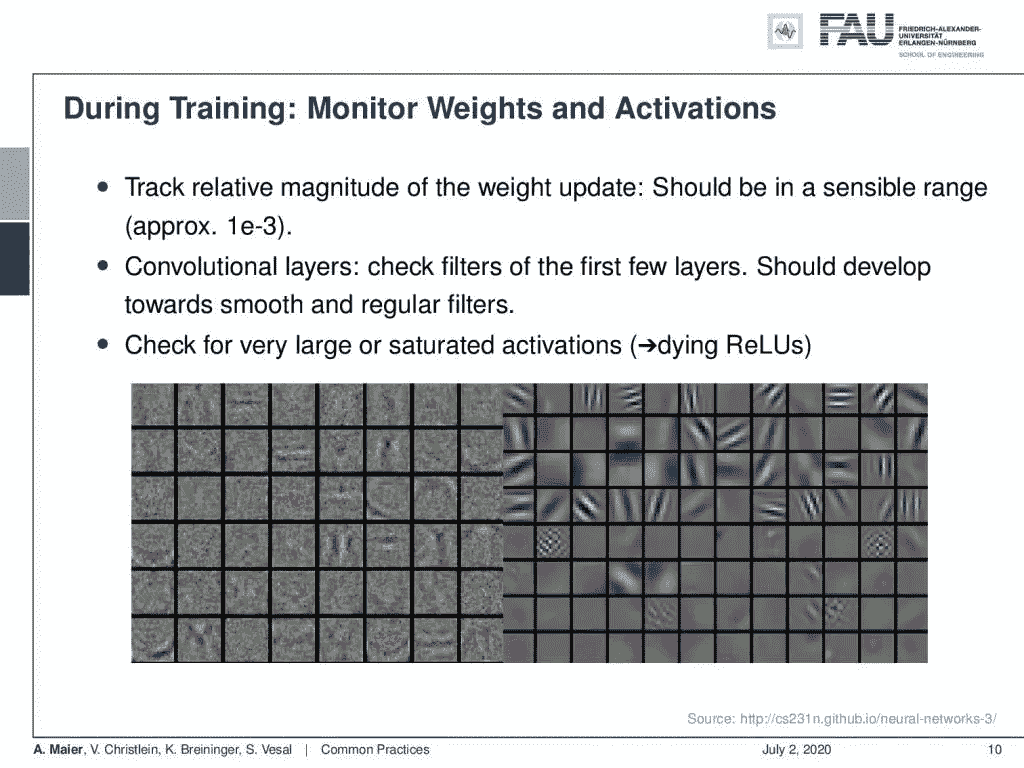 FAU
FRIEDRICH-ALEXANDER-
UNIVERSITÄT
ERLANGEN-NÜRNBERG
SCHOOL OF ENGINEERING
During Training: Monitor Weights and Activations
• Track relative magnitude of the weight update: Should be in a sensible range
(approx. 1e-3).
• Convolutional layers: check filters of the first few layers. Should develop
towards smooth and regular filters.
• Check for very large or saturated activations (➔dying ReLUs)
Source: http://cs231n.github.io/neural-networks-3/
A. Maier, V. Christlein, K. Breininger, S. Vesal | Common Practices July 2, 2020 10